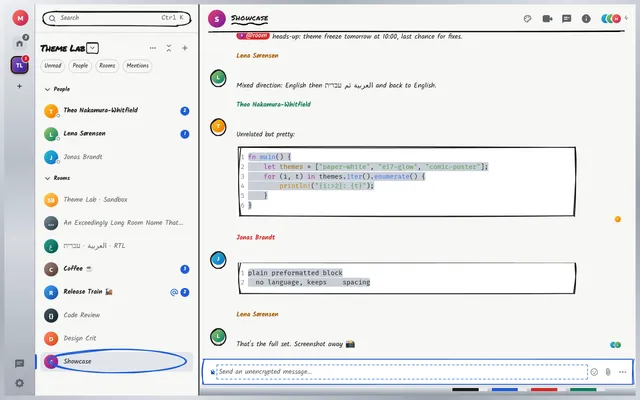 M
Search
Ctrl K
2
TL
3
Theme Lab
Unread
People
Rooms
Mentions
People
Theo Nakamura-Whitfield
2
Lena Sørensen
1
Jonas Brandt
Rooms
SB
Theme Lab · Sandbox
An Exceedingly Long Room Name That...
עברית · العربية · RTL
C
Coffee ☕
3
R
Release Train 🚂
@ 3
{}
Code Review
Design Crit
S
Showcase
S
Showcase
4
@room heads-up: theme freeze tomorrow at 10:00, last chance for fixes.
Lena Sørensen
L
Mixed direction: English then العربية ثم עברית and back to English.
Theo Nakamura-Whitfield
T
Unrelated but pretty:
1 fn main() {
2 let themes = ["paper-white", "e17-glow", "comic-poster"];
3 for (i, t) in themes.iter().enumerate() {
4 println!("{i:>2}: {t}");
5 }
6 }
Jonas Brandt
J
1 plain preformatted block
2 no language, keeps    spacing
Lena Sørensen
L
That's the full set. Screenshot away 📸
Send an unencrypted message...